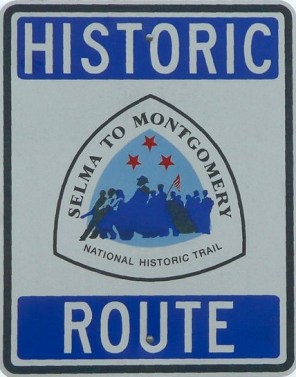 HISTORIC
SELMA TO MONTGOMERY
NATIONAL HISTORIC TRAIL
ROUTE